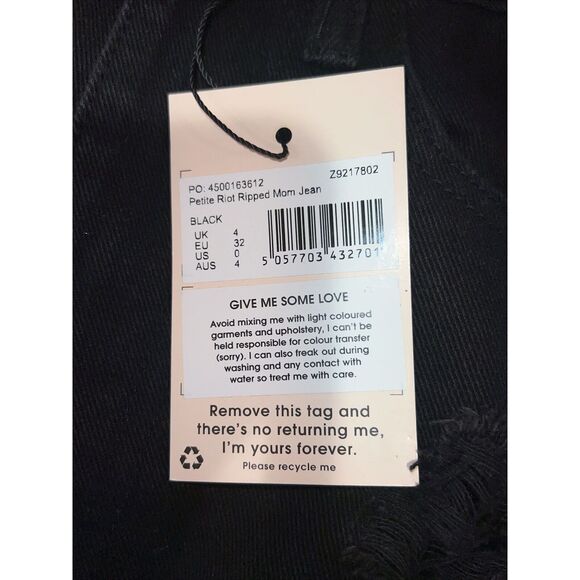 PO: 4500163612 Z9217802
Petite Riot Ripped Mom Jean
BLACK
UK 4
EU 32
US 0
AUS 4
5 057703 432701
GIVE ME SOME LOVE
Avoid mixing me with light coloured
garments and upholstery, I can't be
held responsible for colour transfer
(sorry). I can also freak out during
washing and any contact with
water so treat me with care.
Remove this tag and
there's no returning me,
I'm yours forever.
Please recycle me